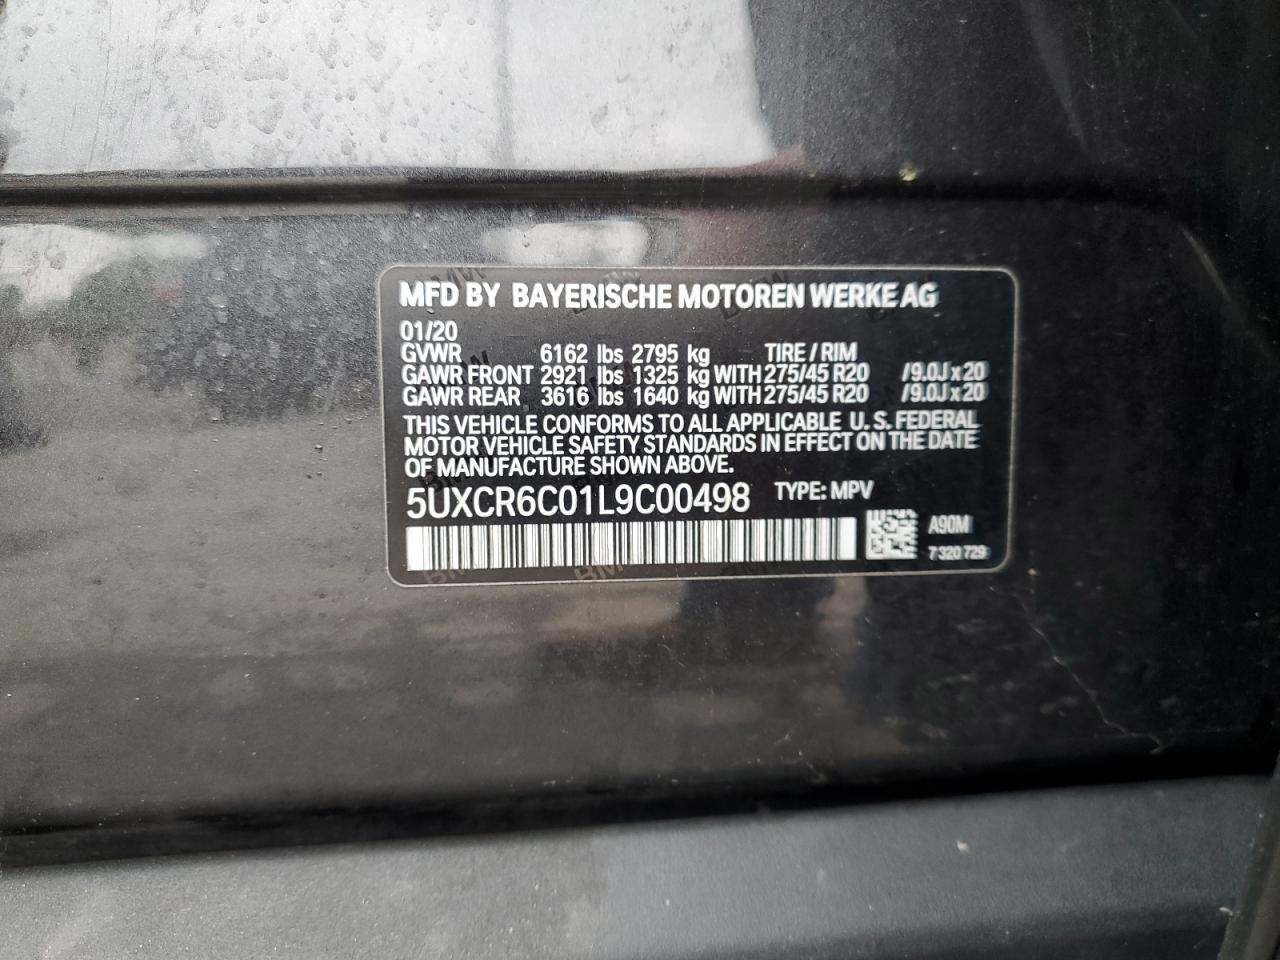 MFD BY BAYERISCHE MOTOREN WERKE AG
01/20
GVWR 6162 lbs 2795 kg TIRE / RIM
GAWR FRONT 2921 lbs 1325 kg WITH 275/45 R20 /9.0J x 20
GAWR REAR 3616 lbs 1640 kg WITH 275/45 R20 /9.0J x 20
THIS VEHICLE CONFORMS TO ALL APPLICABLE U. S. FEDERAL
MOTOR VEHICLE SAFETY STANDARDS IN EFFECT ON THE DATE
OF MANUFACTURE SHOWN ABOVE.
5UXCR6C01L9C00498 TYPE: MPV
A90M
7 320 729